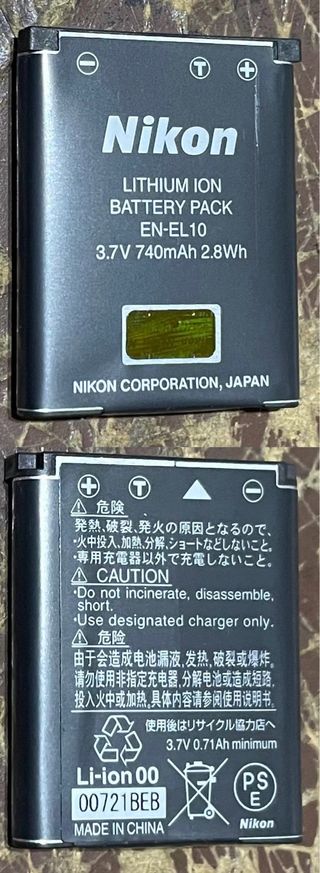 − T +
Nikon
LITHIUM ION
BATTERY PACK
EN-EL10
3.7V 740mAh 2.8Wh
NIKON CORPORATION, JAPAN
+ T −
⚠ 危険
発熱、破裂、発火の原因となるので、
・火中投入、加熱、分解、ショートなどしないこと。
・専用充電器以外で充電しないこと。
⚠ CAUTION
・Do not incinerate, disassemble,
short.
・Use designated charger only.
⚠ 危险
由于会造成电池漏液,发热,破裂或爆炸。
请勿使用非指定充电器,分解电池或造成短路,
投入火中或加热。具体内容请参阅使用说明书。
使用後はリサイクル協力店へ
3.7V 0.71Ah minimum
Li-ion 00
00721BEB
PS
E
MADE IN CHINA
Nikon